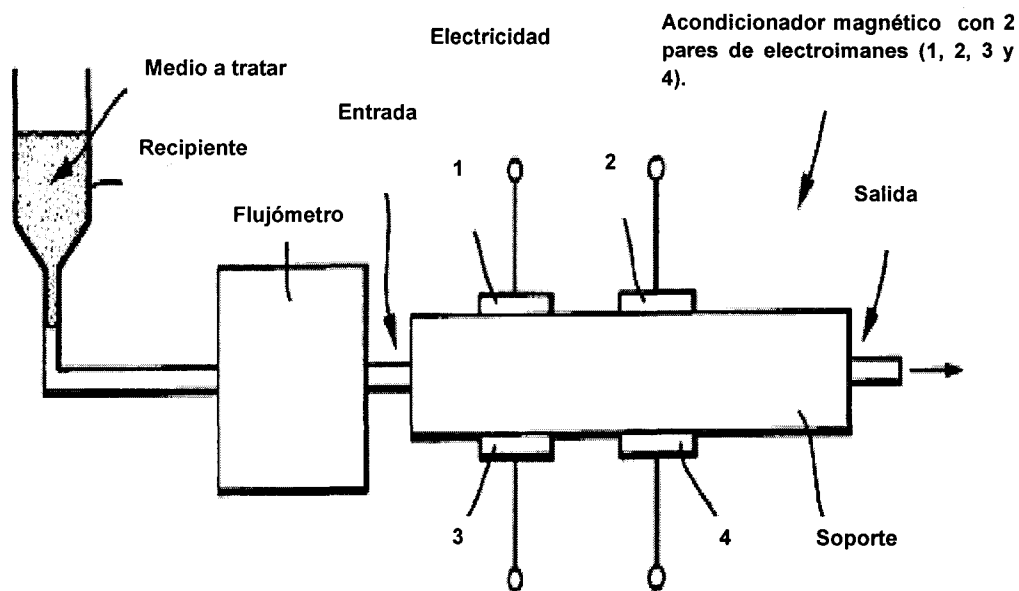 Electricidad
Acondicionador magnético con 2
pares de electroimanes (1, 2, 3 y
4).
Medio a tratar
Entrada
Recipiente
1
2
Salida
Flujómetro
3
4
Soporte